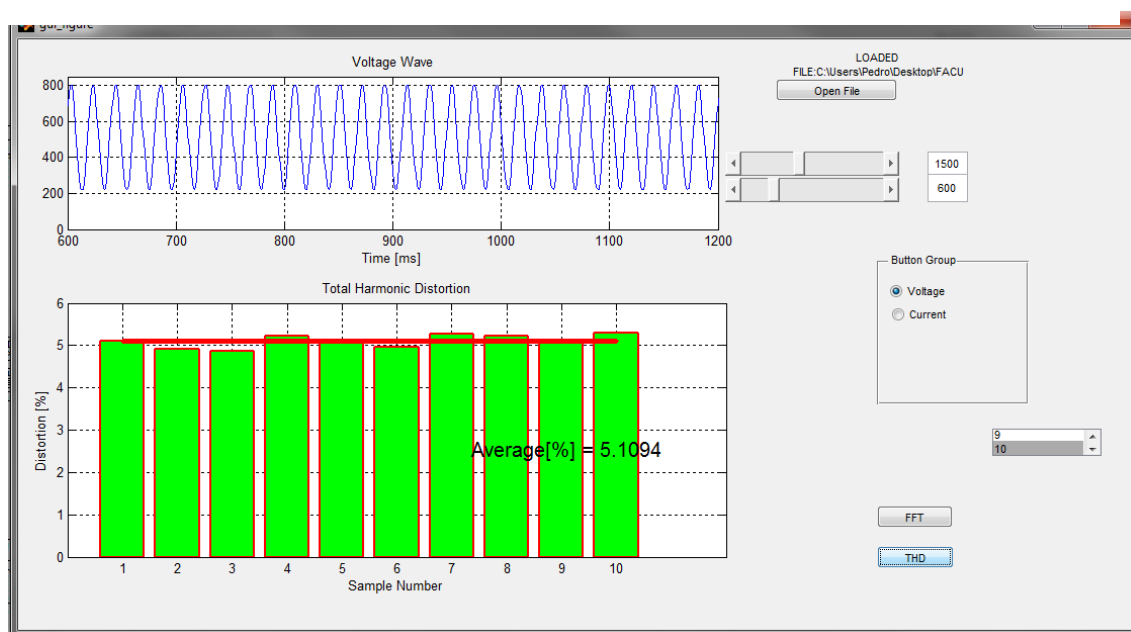 gui_figure
Voltage Wave
LOADED
FILE:C:\Users\Pedro\Desktop\FACU
Open File
800
600
400
200
0
600 700 800 900 1000 1100 1200
Time [ms]
1500
600
Button Group
Voltage
Current
Total Harmonic Distortion
6
5
4
3
2
1
0
Distortion [%]
Average[%] = 5.1094
1 2 3 4 5 6 7 8 9 10
Sample Number
9
10
FFT
THD